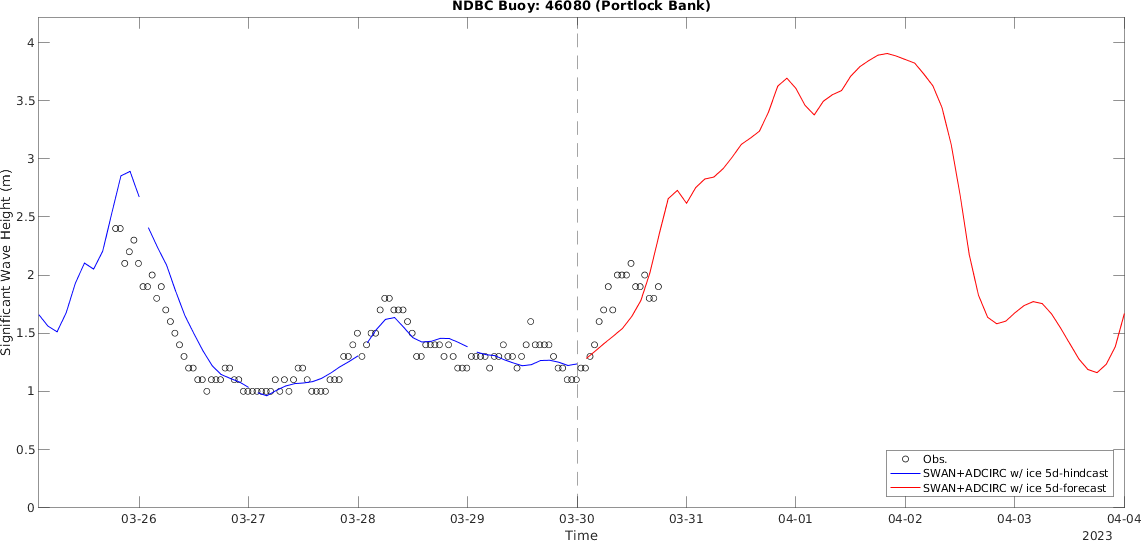 NDBC Buoy: 46080 (Portlock Bank)
Significant Wave Height (m)
4
3.5
3
2.5
2
1.5
1
0.5
0
Obs.
SWAN+ADCIRC w/ ice 5d-hindcast
SWAN+ADCIRC w/ ice 5d-forecast
03-26 03-27 03-28 03-29 03-30 03-31 04-01 04-02 04-03 04-04
Time
2023